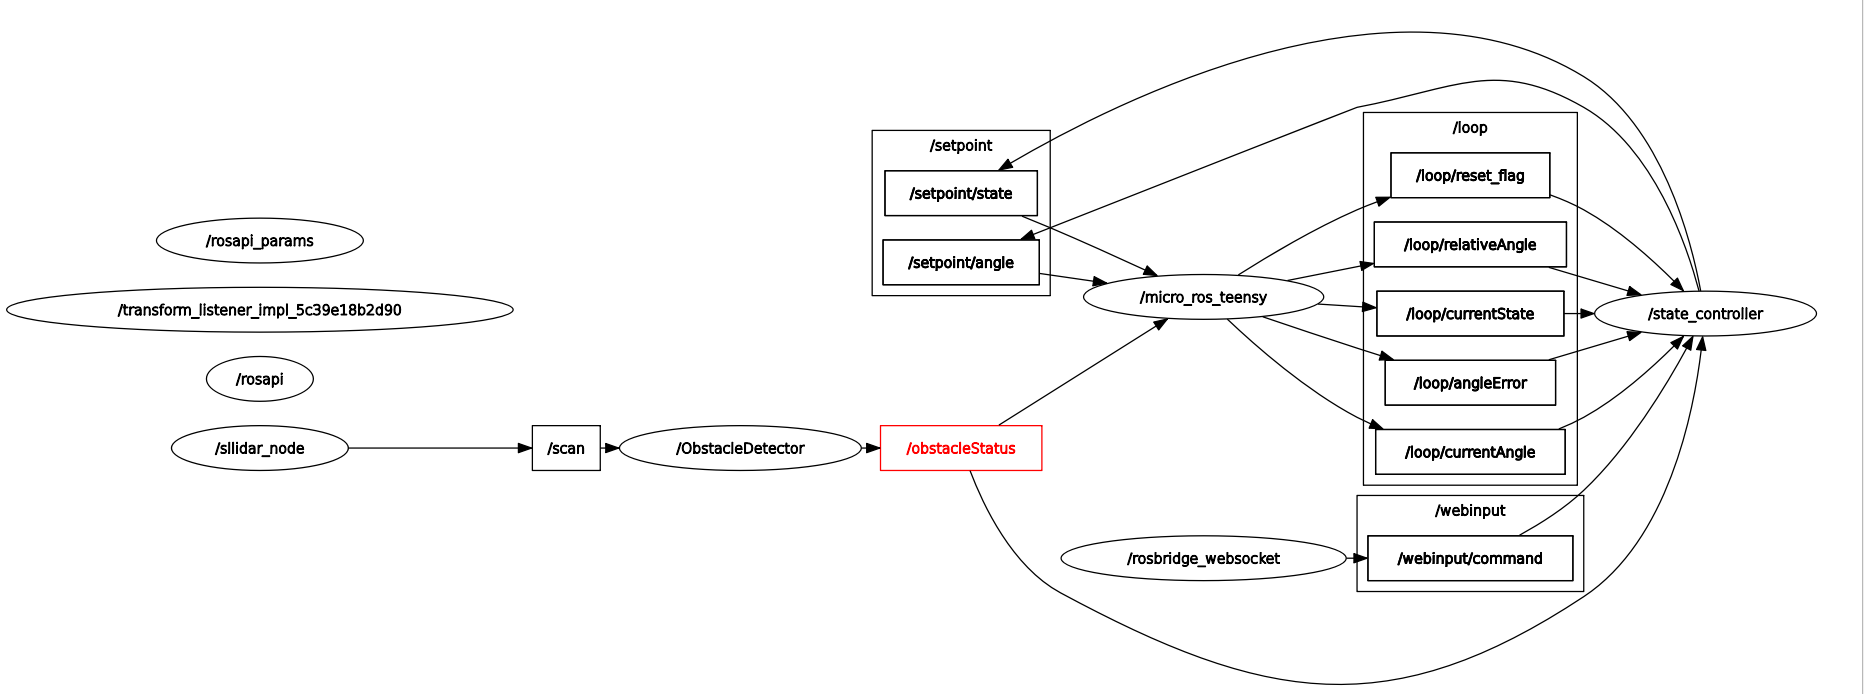 /rosapi_params
/transform_listener_impl_5c39e18b2d90
/rosapi
/sllidar_node
/scan
/ObstacleDetector
/obstacleStatus
/setpoint
/setpoint/state
/setpoint/angle
/micro_ros_teensy
/rosbridge_websocket
/loop
/loop/reset_flag
/loop/relativeAngle
/loop/currentState
/loop/angleError
/loop/currentAngle
/webinput
/webinput/command
/state_controller